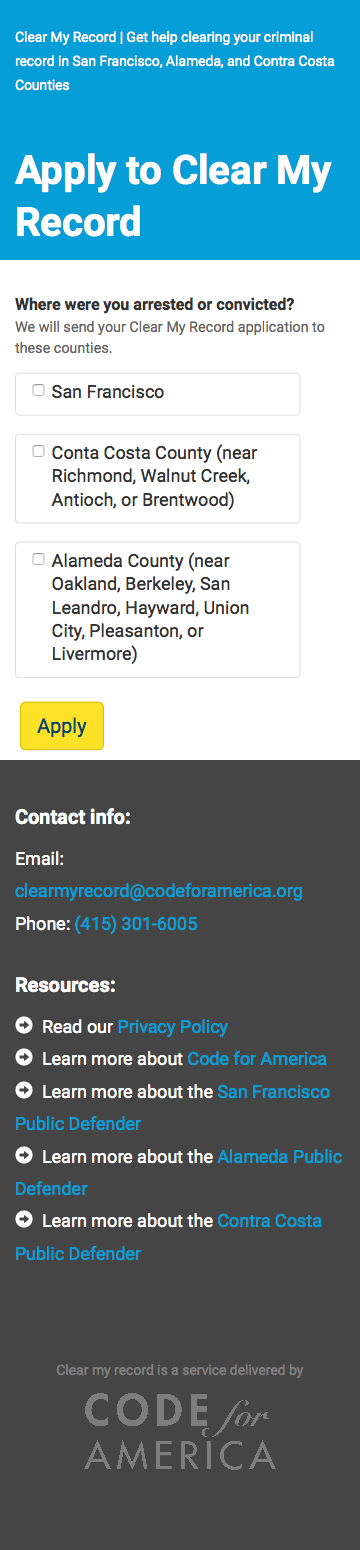 Clear My Record | Get help clearing your criminal
record in San Francisco, Alameda, and Contra Costa
Counties
Apply to Clear My
Record
Where were you arrested or convicted?
We will send your Clear My Record application to
these counties.
San Francisco
Conta Costa County (near
Richmond, Walnut Creek,
Antioch, or Brentwood)
Alameda County (near
Oakland, Berkeley, San
Leandro, Hayward, Union
City, Pleasanton, or
Livermore)
Apply
Contact info:
Email:
clearmyrecord@codeforamerica.org
Phone: (415) 301-6005
Resources:
Read our Privacy Policy
Learn more about Code for America
Learn more about the San Francisco
Public Defender
Learn more about the Alameda Public
Defender
Learn more about the Contra Costa
Public Defender
Clear my record is a service delivered by
CODE for
AMERICA